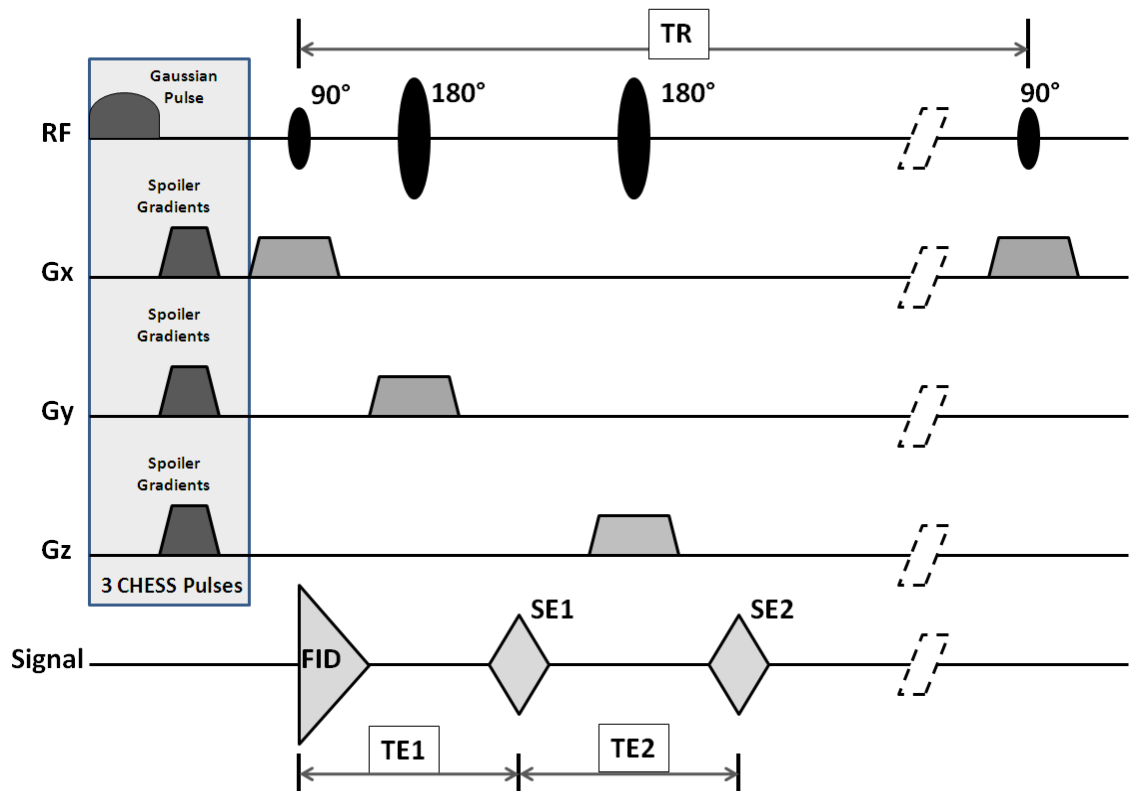 TR
Gaussian
Pulse
90°
180°
180°
90°
RF
Spoiler
Gradients
Gx
Spoiler
Gradients
Gy
Spoiler
Gradients
Gz
3 CHESS Pulses
SE1
SE2
Signal
FID
TE1
TE2